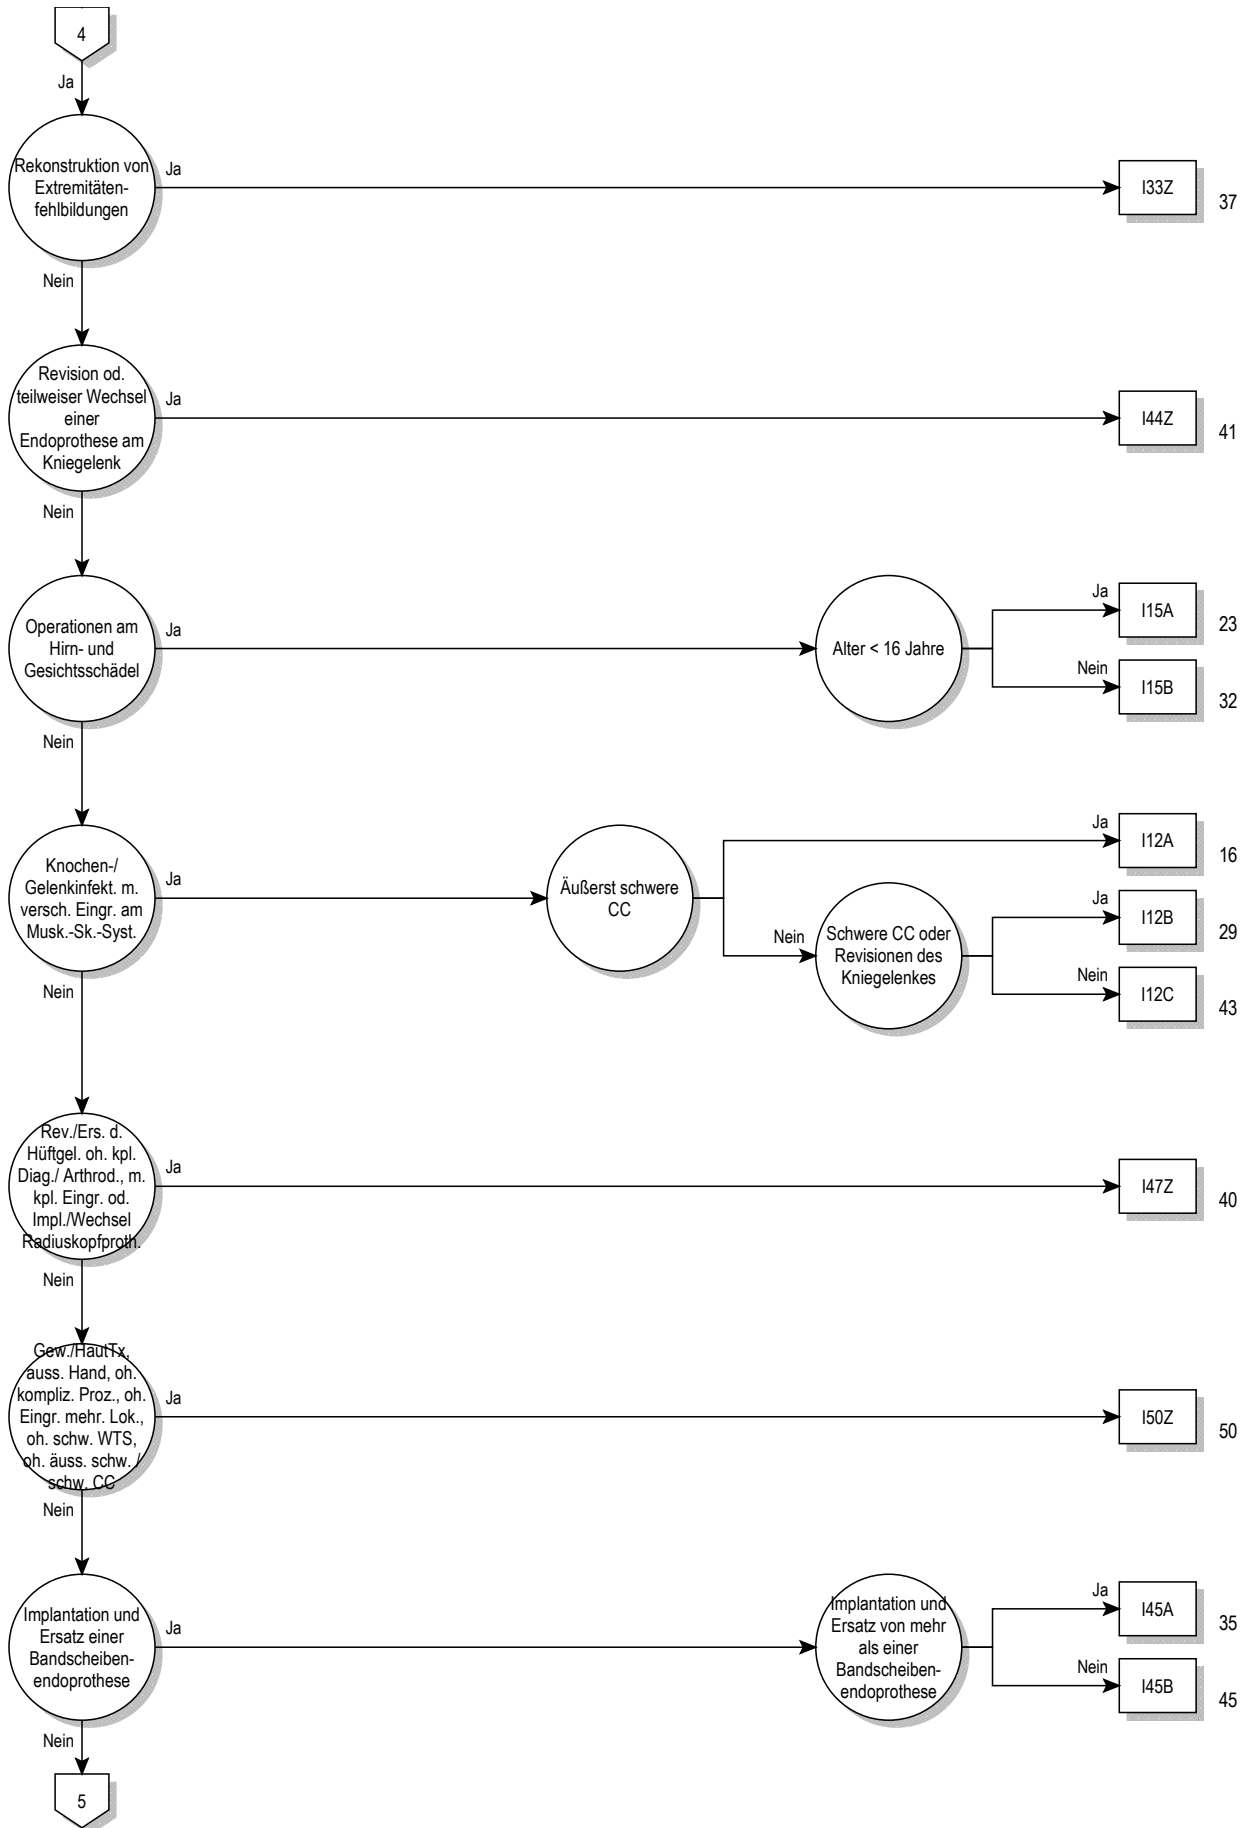 4
Ja
Rekonstruktion von
Extremitäten-
fehlbildungen
Ja
I33Z
37
Nein
Revision od.
teilweiser Wechsel
einer
Endoprothese am
Kniegelenk
Ja
I44Z
41
Nein
Operationen am
Hirn- und
Gesichtsschädel
Ja
Alter < 16 Jahre
Ja
I15A
23
Nein
I15B
32
Nein
Knochen-/
Gelenkinfekt. m.
versch. Eingr. am
Musk.-Sk.-Syst.
Ja
Äußerst schwere
CC
Ja
I12A
16
Nein
Schwere CC oder
Revisionen des
Kniegelenkes
Ja
I12B
29
Nein
I12C
43
Nein
Rev./Ers. d.
Hüftgel. oh. kpl.
Diag./ Arthrod., m.
kpl. Eingr. od.
Impl./Wechsel
Radiuskopfproth.
Ja
I47Z
40
Nein
Gew./HautTx,
auss. Hand, oh.
kompliz. Proz., oh.
Eingr. mehr. Lok.,
oh. schw. WTS,
oh. äuss. schw. /
schw. CC
Ja
I50Z
50
Nein
Implantation und
Ersatz einer
Bandscheiben-
endoprothese
Ja
Implantation und
Ersatz von mehr
als einer
Bandscheiben-
endoprothese
Ja
I45A
35
Nein
I45B
45
Nein
5